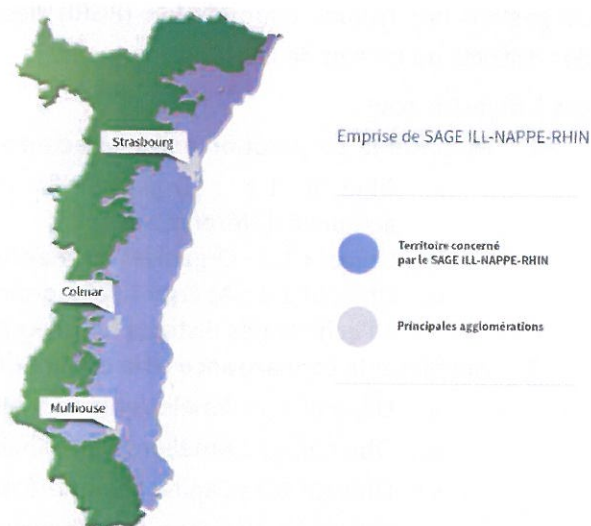 Strasbourg
Emprise de SAGE ILL-NAPPE-RHIN
Territoire concerné
par le SAGE ILL-NAPPE-RHIN
Colmar
Principales agglomérations
Mulhouse